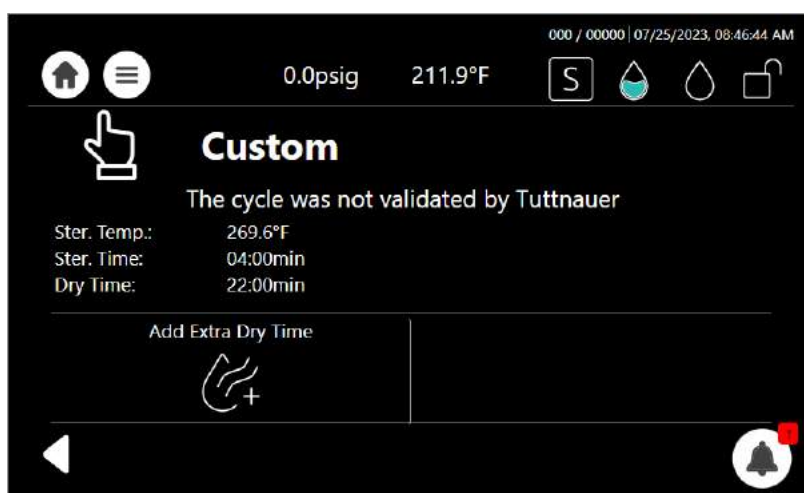 000 / 00000 | 07/25/2023, 08:46:44 AM
0.0psig 211.9°F S
Custom
The cycle was not validated by Tuttnauer
Ster. Temp.: 269.6°F
Ster. Time: 04:00min
Dry Time: 22:00min
Add Extra Dry Time